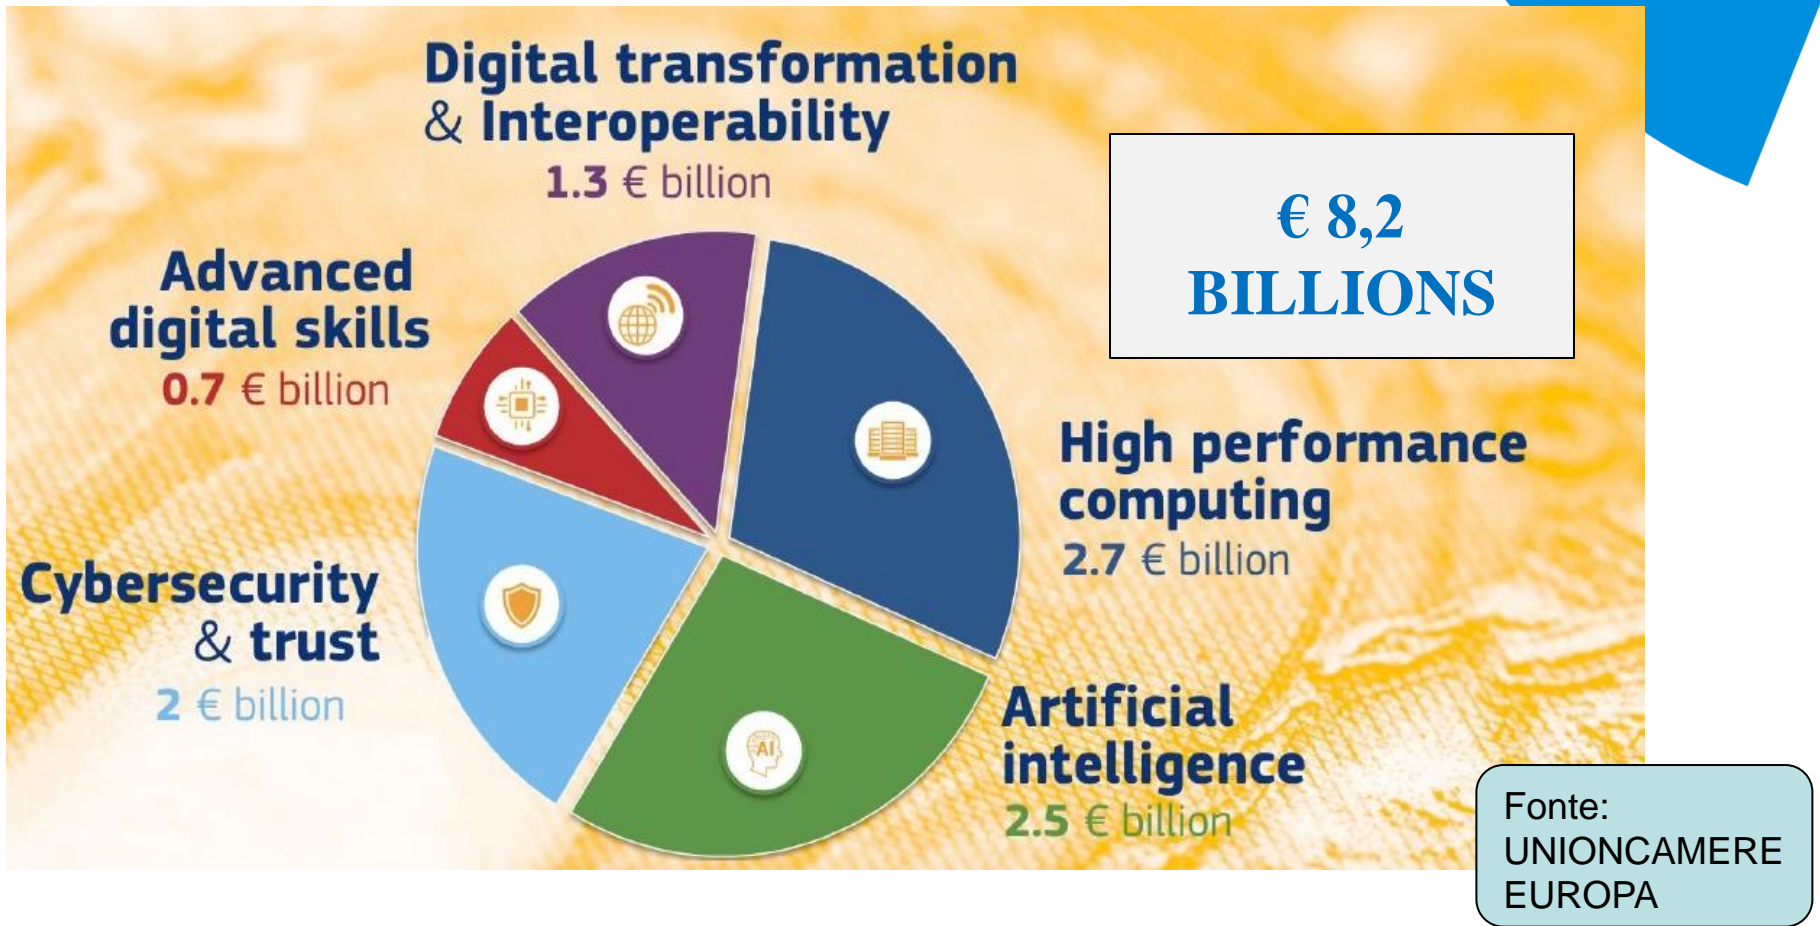 Digital transformation
& Interoperability
1.3 € billion
€ 8,2
BILLIONS
Advanced
digital skills
0.7 € billion
High performance
computing
2.7 € billion
Cybersecurity
& trust
2 € billion
Artificial
intelligence
2.5 € billion
AI
Fonte:
UNIONCAMERE
EUROPA